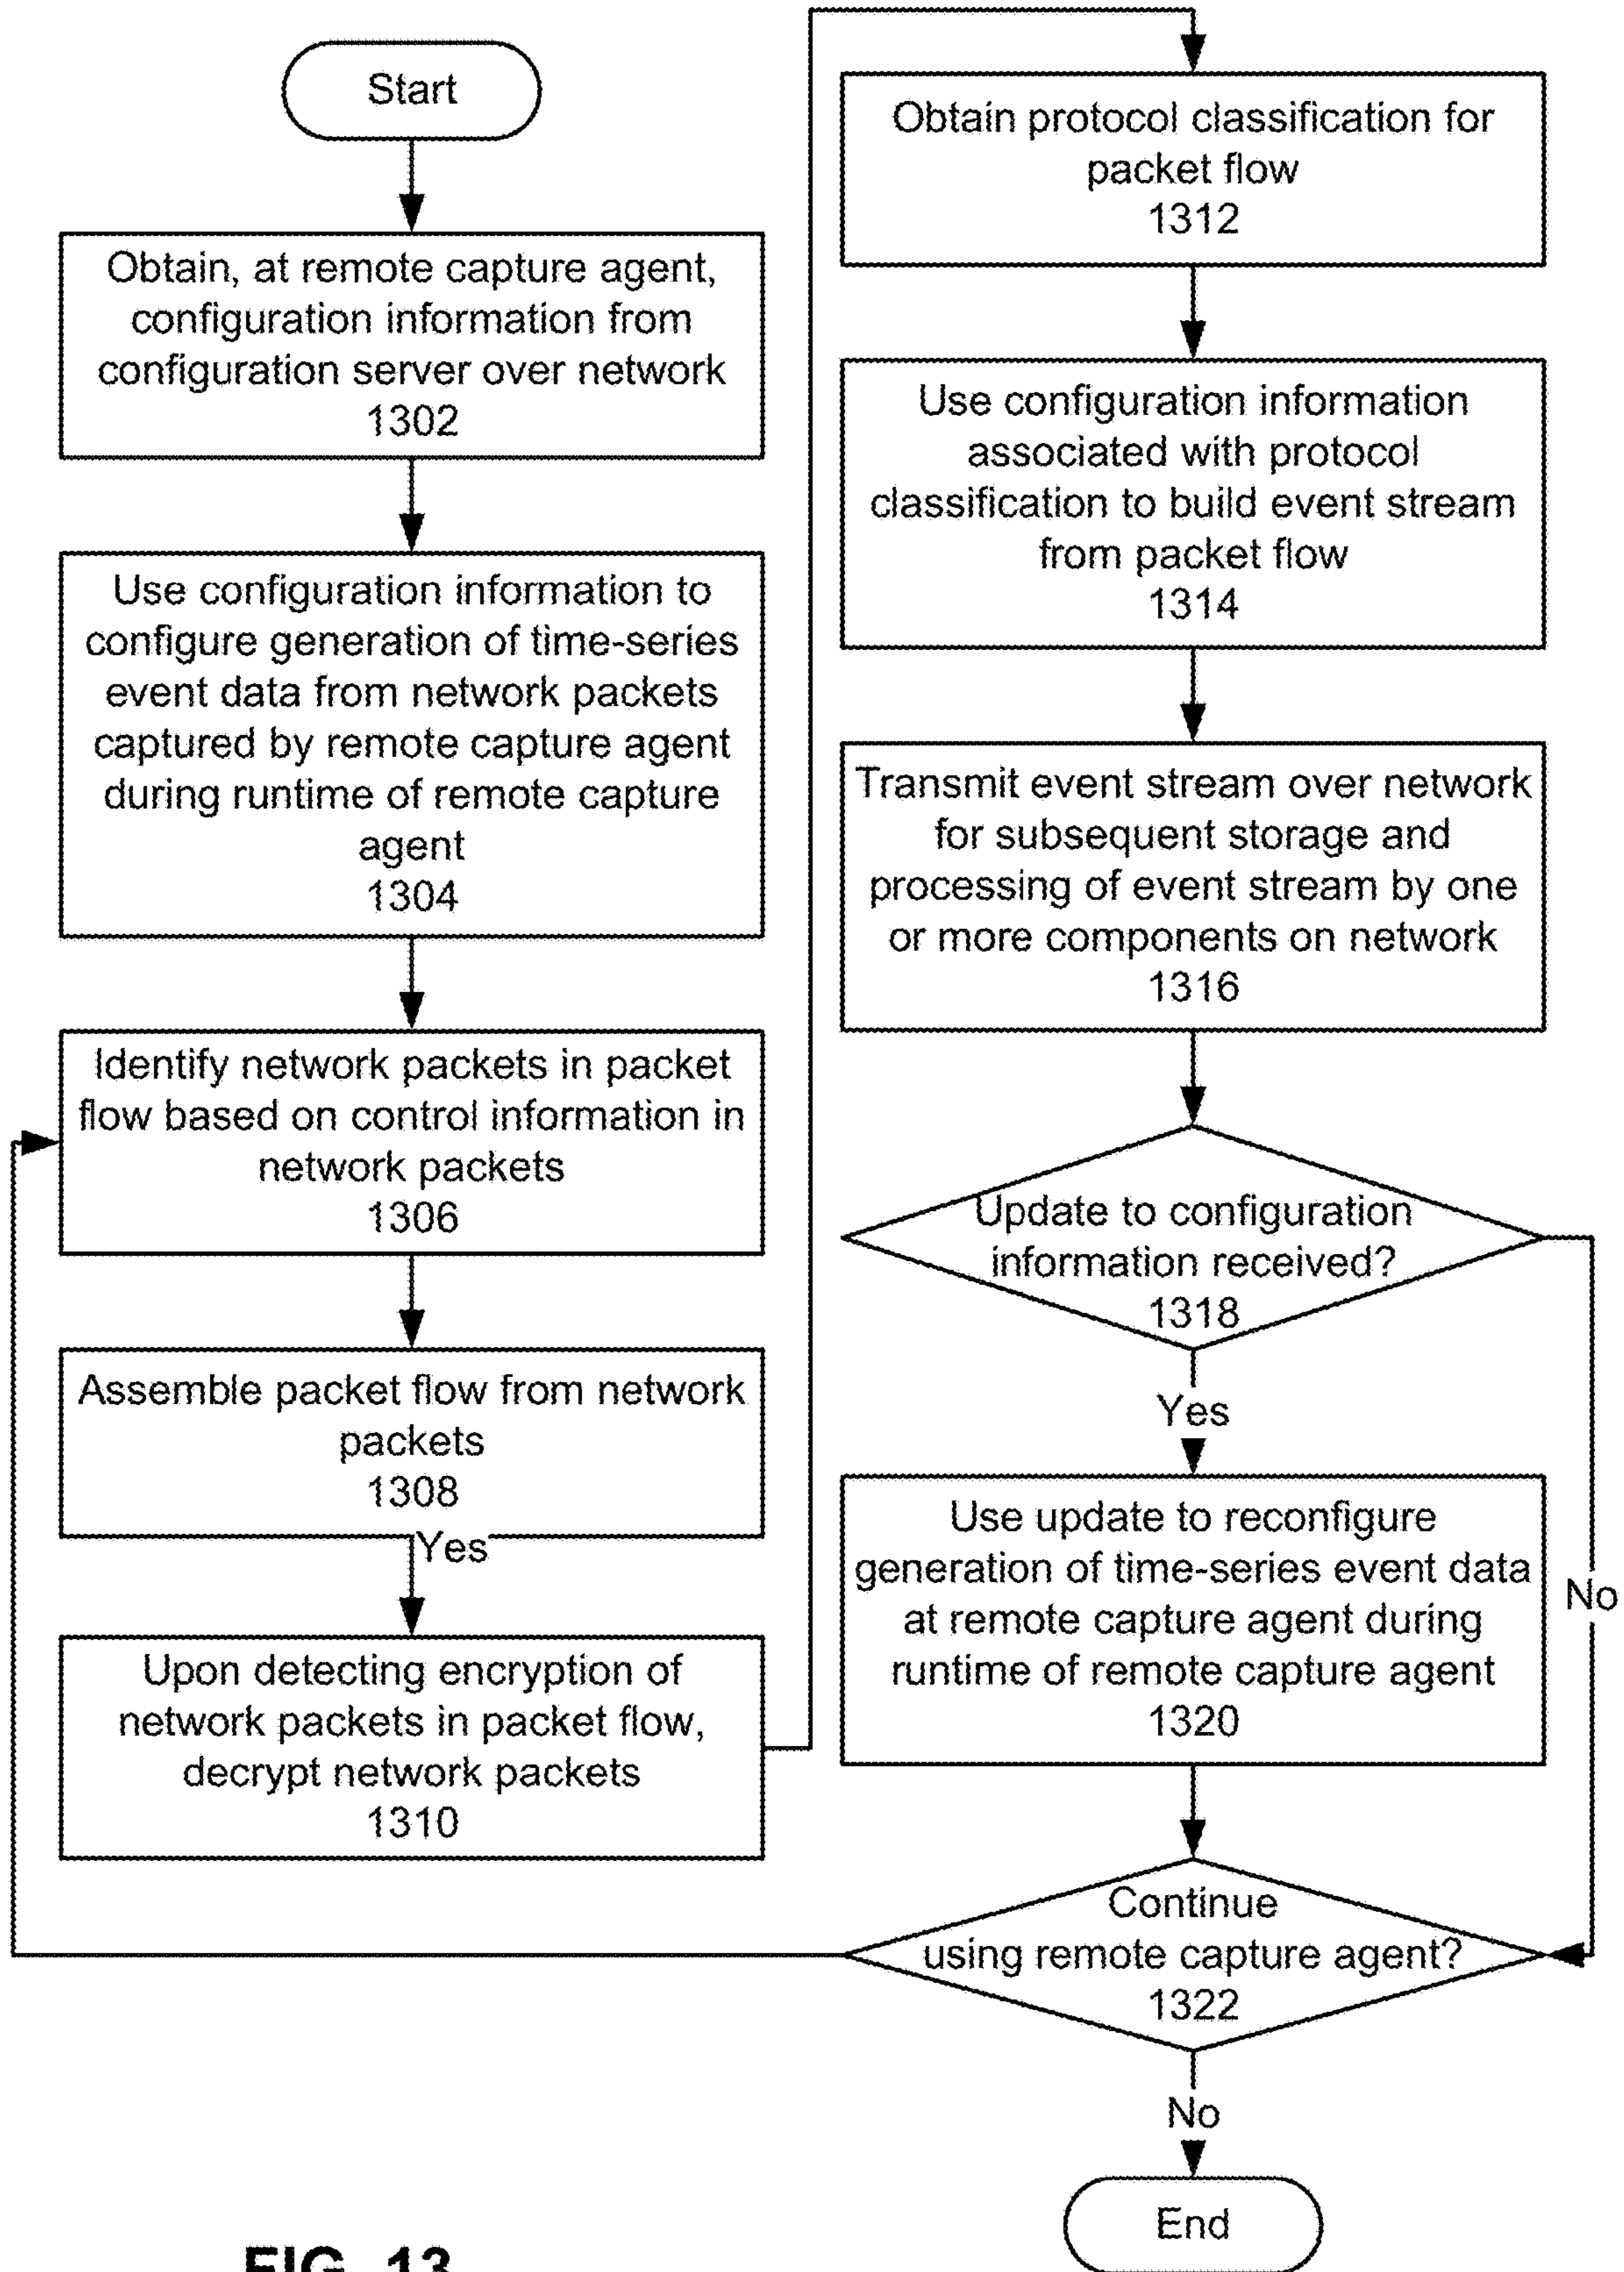 Start
Obtain, at remote capture agent,
configuration information from
configuration server over network
1302
Use configuration information to
configure generation of time-series
event data from network packets
captured by remote capture agent
during runtime of remote capture
agent
1304
Identify network packets in packet
flow based on control information in
network packets
1306
Assemble packet flow from network
packets
1308
Yes
Upon detecting encryption of
network packets in packet flow,
decrypt network packets
1310
Obtain protocol classification for
packet flow
1312
Use configuration information
associated with protocol
classification to build event stream
from packet flow
1314
Transmit event stream over network
for subsequent storage and
processing of event stream by one
or more components on network
1316
Update to configuration
information received?
1318
Yes
Use update to reconfigure
generation of time-series event data
at remote capture agent during
runtime of remote capture agent
1320
No
Continue
using remote capture agent?
1322
No
End
FIG. 13